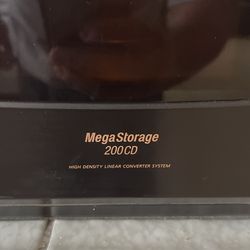 MegaStorage
200CD
HIGH DENSITY LINEAR CONVERTER SYSTEM